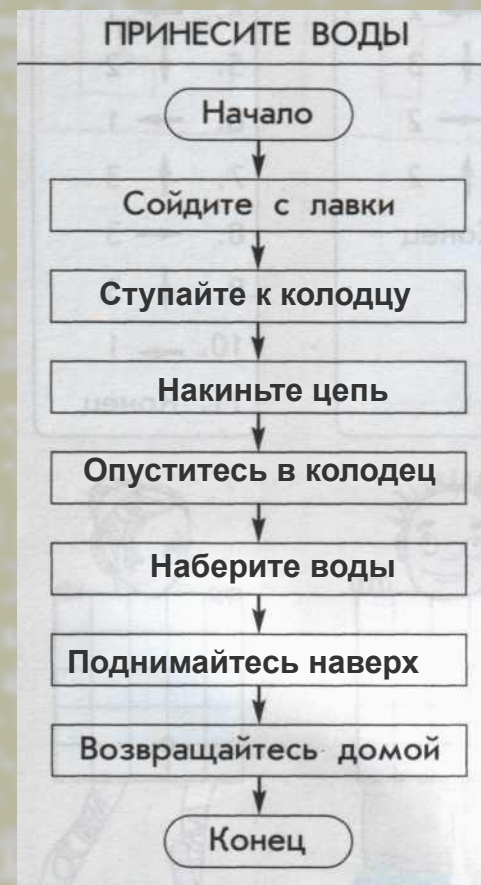 ПРИНЕСИТЕ ВОДЫ
Начало
Сойдите с лавки
Ступайте к колодцу
Накиньте цепь
Опуститесь в колодец
Наберите воды
Поднимайтесь наверх
Возвращайтесь домой
Конец